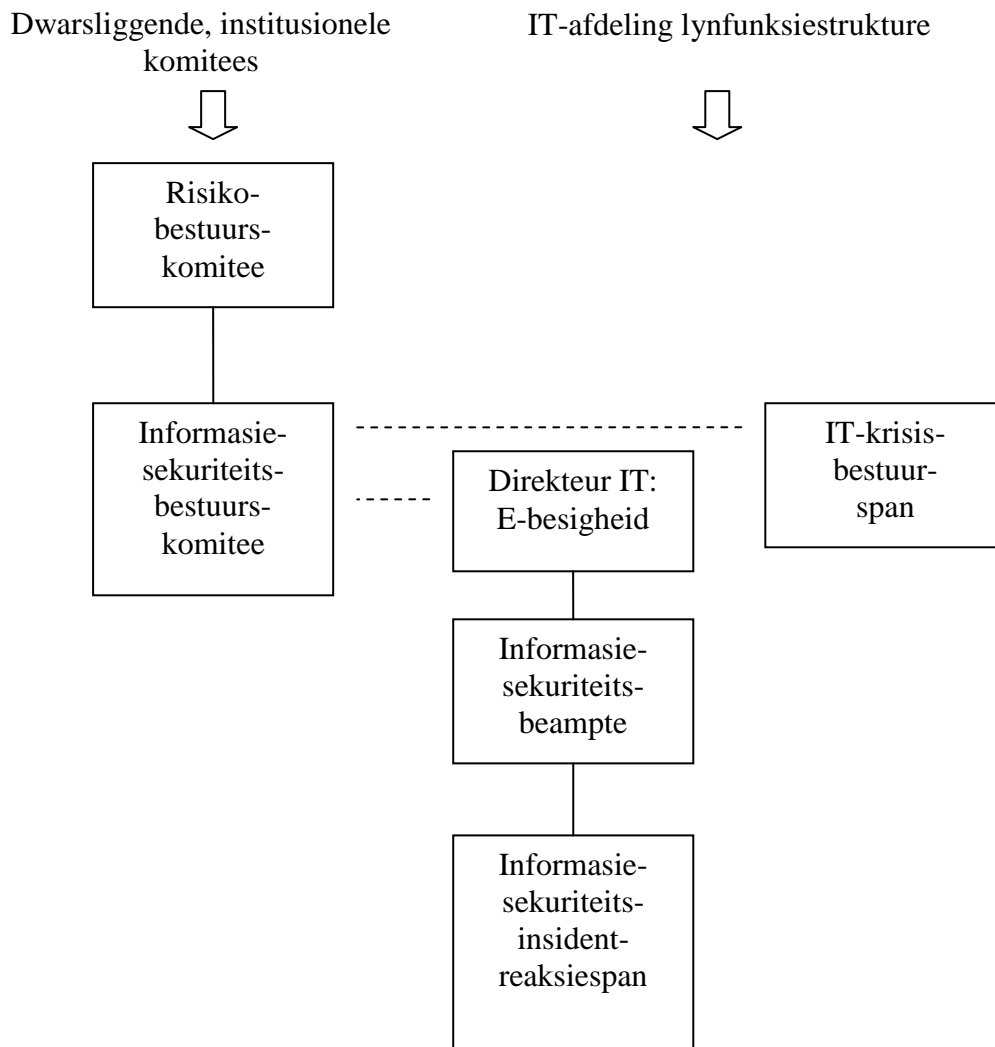 Dwarsliggende, institusionele
komitees
IT-afdeling lynfunksiestrukture
Risiko-
bestuurs-
komitee
Informasie-
sekuriteits-
bestuurs-
komitee
Direkteur IT:
E-besigheid
IT-krisis-
bestuur-
span
Informasie-
sekuriteits-
beampte
Informasie-
sekuriteits-
insident-
reaksiespan